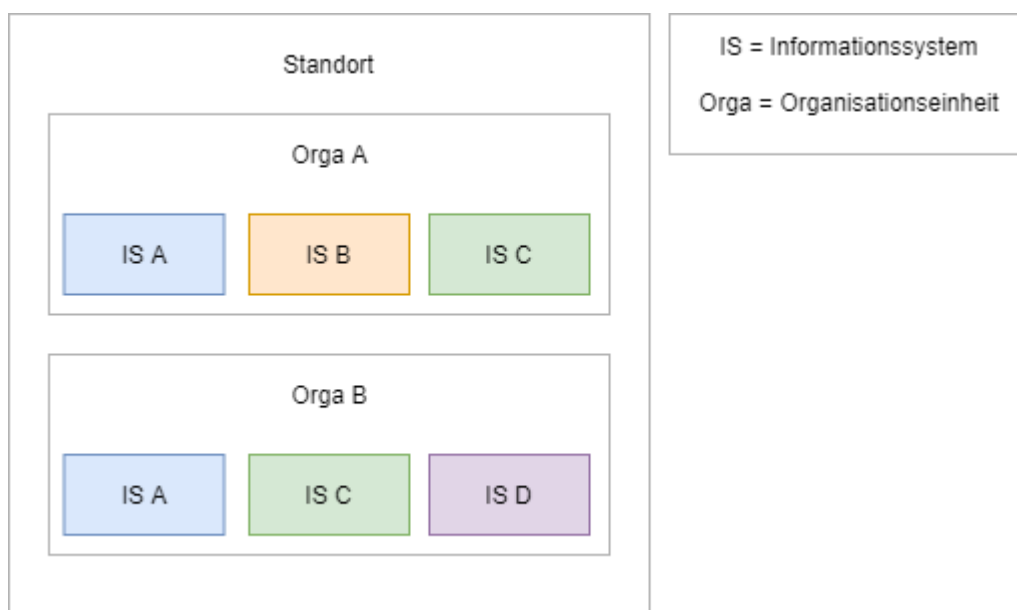 Standort
Orga A
IS A
IS B
IS C
Orga B
IS A
IS C
IS D
IS = Informationssystem
Orga = Organisationseinheit